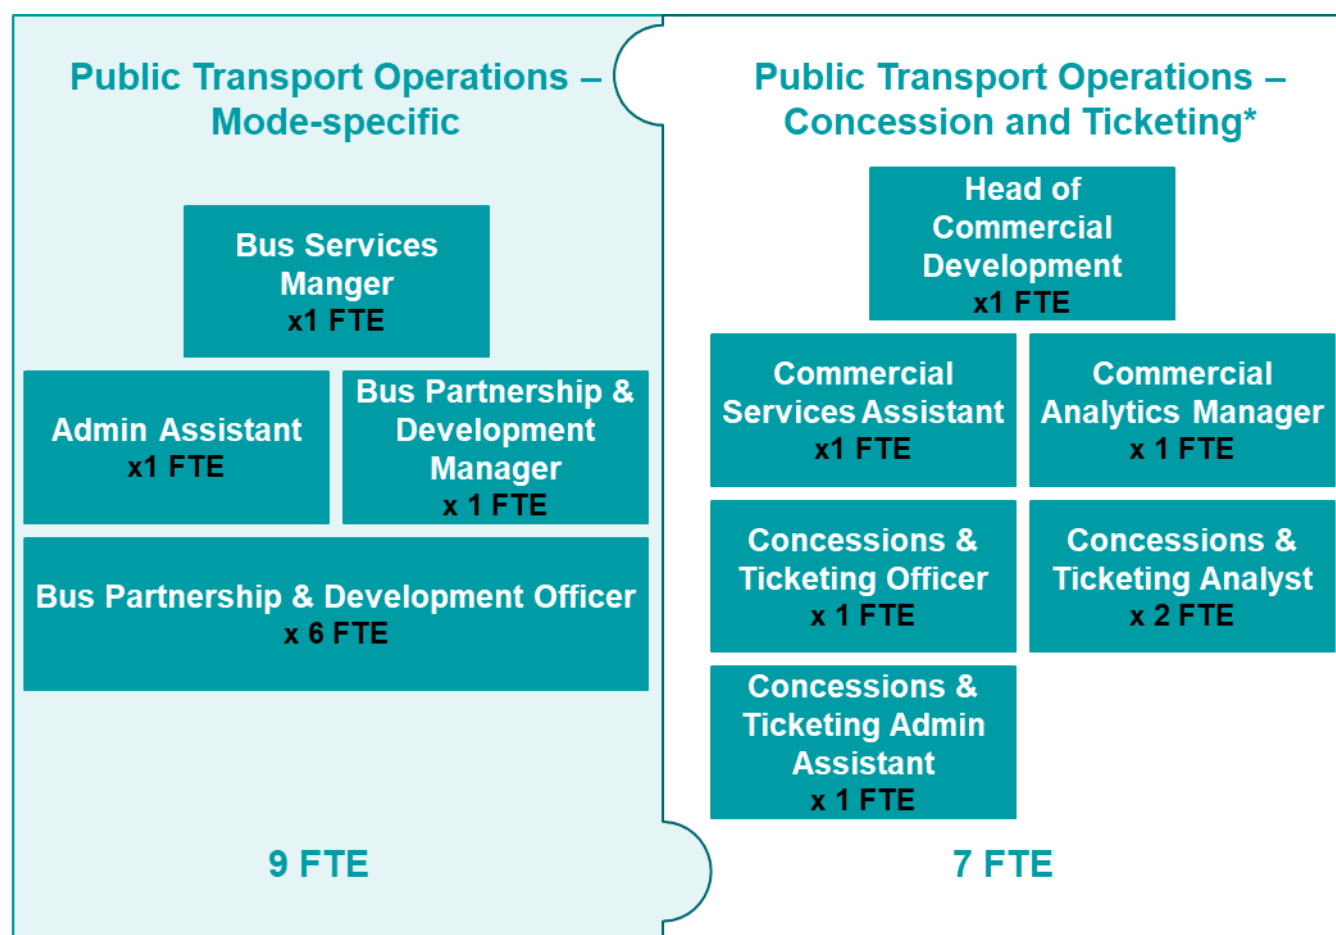 Public Transport Operations –
Mode-specific
Bus Services
Manger
x1 FTE
Admin Assistant
x1 FTE
Bus Partnership &
Development
Manager
x 1 FTE
Bus Partnership & Development Officer
x 6 FTE
9 FTE
Public Transport Operations –
Concession and Ticketing*
Head of
Commercial
Development
x1 FTE
Commercial
Services Assistant
x1 FTE
Commercial
Analytics Manager
x 1 FTE
Concessions &
Ticketing Officer
x 1 FTE
Concessions &
Ticketing Analyst
x 2 FTE
Concessions &
Ticketing Admin
Assistant
x 1 FTE
7 FTE